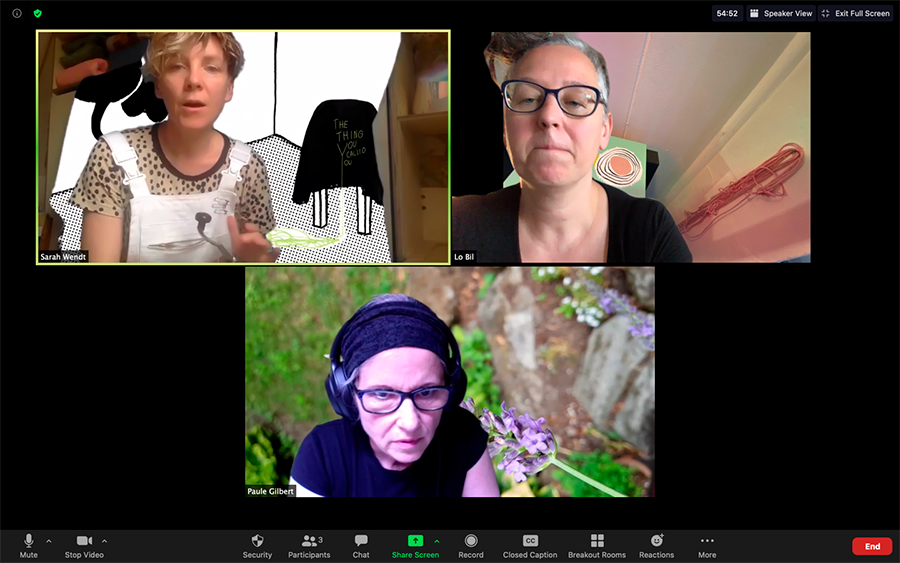 54:52
Speaker View
Exit Full Screen
THE
THING
YOU
CALLED
YOU
Sarah Wendt
Lo Bil
Paule Gilbert
Mute
Stop Video
Security
Participants
3
Chat
Share Screen
Record
CC
Closed Caption
Breakout Rooms
Reactions
More
End